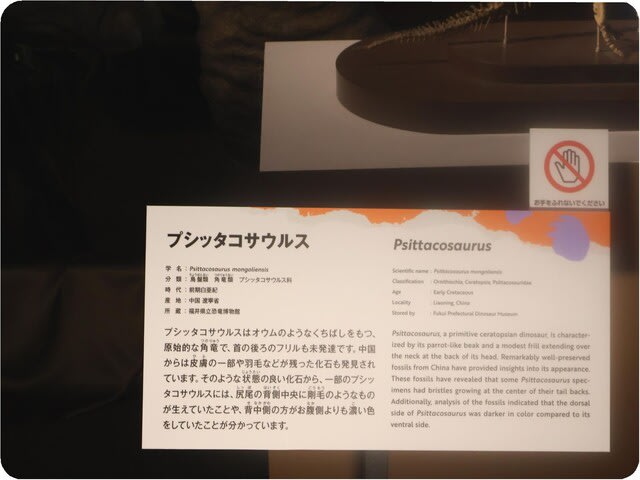 お手をふれないでください
プシッタコサウルス
学 名 : Psittacosaurus mongoliensis
分 類 : 鳥盤類 角竜類 プシッタコサウルス科
時 代 : 前期白亜紀
産 地 : 中国 遼寧省
所 蔵 : 福井県立恐竜博物館
プシッタコサウルスはオウムのようなくちばしをもつ、
原始的な角竜で、首の後ろのフリルも未発達です。中国
からは皮膚の一部や羽毛などが残った化石も発見され
ています。そのような状態の良い化石から、一部のプシッ
タコサウルスには、尻尾の背側中央に剛毛のようなもの
が生えていたことや、背中側の方がお腹側よりも濃い色
をしていたことが分かっています。
Psittacosaurus
Scientific name : Psittacosaurus mongoliensis
Classification : Ornithischia, Ceratopsia, Psittacosauridae
Age : Early Cretaceous
Locality : Liaoning, China
Stored by : Fukui Prefectural Dinosaur Museum
Psittacosaurus, a primitive ceratopsian dinosaur, is character-
ized by its parrot-like beak and a modest frill extending over
the neck at the back of its head. Remarkably well-preserved
fossils from China have provided insights into its appearance.
These fossils have revealed that some Psittacosaurus spec-
imens had bristles growing at the center of their tail backs.
Additionally, analysis of the fossils indicated that the dorsal
side of Psittacosaurus was darker in color compared to its
ventral side.